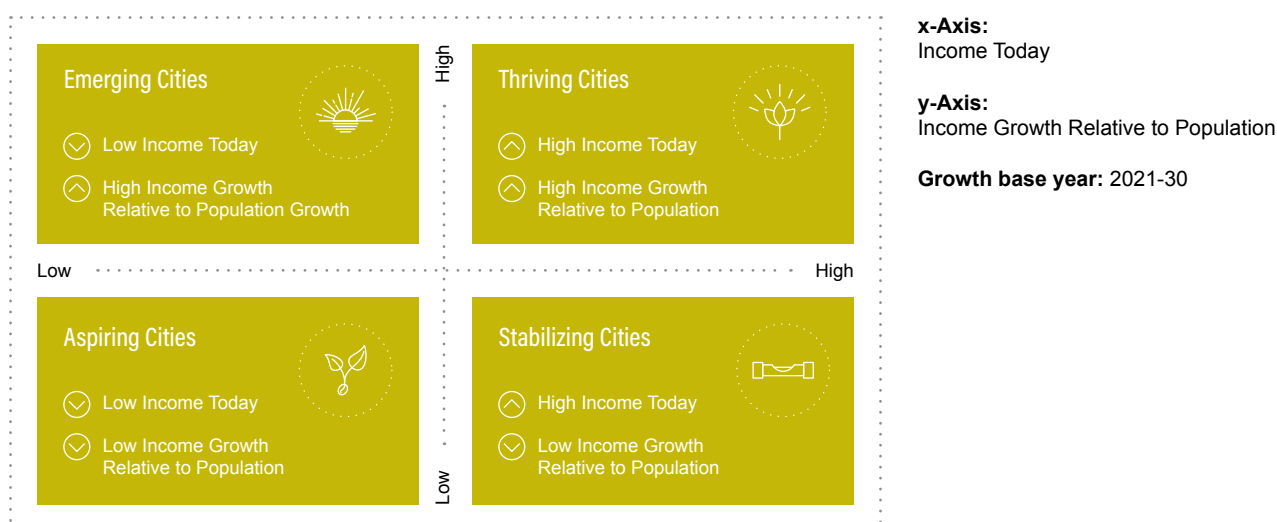 Emerging Cities
Low Income Today
High Income Growth
Relative to Population Growth
High
Thriving Cities
High Income Today
High Income Growth
Relative to Population
Low
High
Aspiring Cities
Low Income Today
Low Income Growth
Relative to Population
Low
Stabilizing Cities
High Income Today
Low Income Growth
Relative to Population
x-Axis:
Income Today
y-Axis:
Income Growth Relative to Population
Growth base year: 2021-30